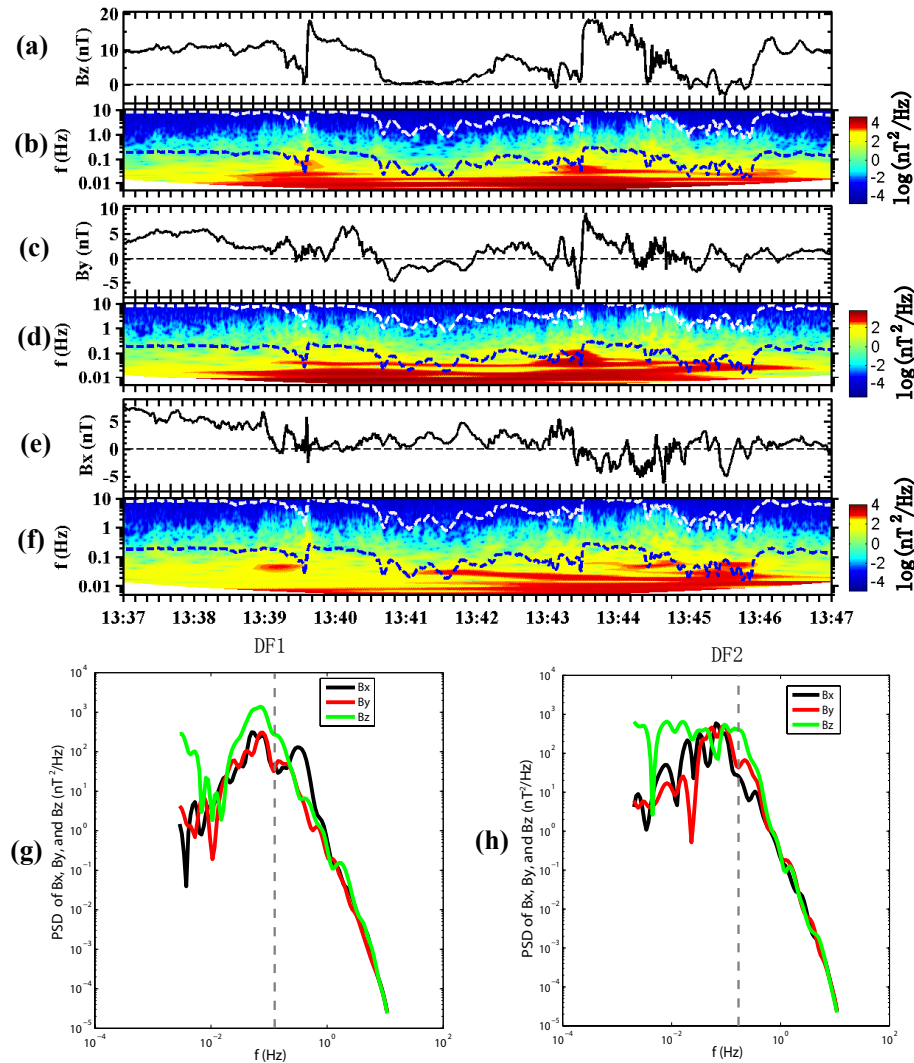 (a)
Bz (nT)
20
10
0
(b)
f (Hz)
10
1.0
0.1
0.01
4
2
0
-2
-4
log (nT²/Hz)
(c)
By (nT)
10
5
0
5
(d)
f (Hz)
10
1
0.1
0.01
2
0
-2
-4
log (nT²/Hz)
(e)
Bx (nT)
5
0
5
(f)
f (Hz)
10
1
0.1
0.01
4
2
0
-2
-4
log (nT²/Hz)
13:37 13:38 13:39 13:40 13:41 13:42 13:43 13:44 13:45 13:46 13:47
DF1
(g)
PSD of Bx, By, and Bz (nT²/Hz)
10⁴
10³
10²
10¹
10⁰
10⁻¹
10⁻²
10⁻³
10⁻⁴
10⁻⁵
Bx
By
Bz
10⁻² 10⁰ 10²
f (Hz)
DF2
(h)
PSD of Bx, By, and Bz (nT²/Hz)
10⁴
10³
10²
10¹
10⁰
10⁻¹
10⁻²
10⁻³
10⁻⁴
10⁻⁵
Bx
By
Bz
10⁻⁴ 10⁻² 10⁰ 10²
f (Hz)